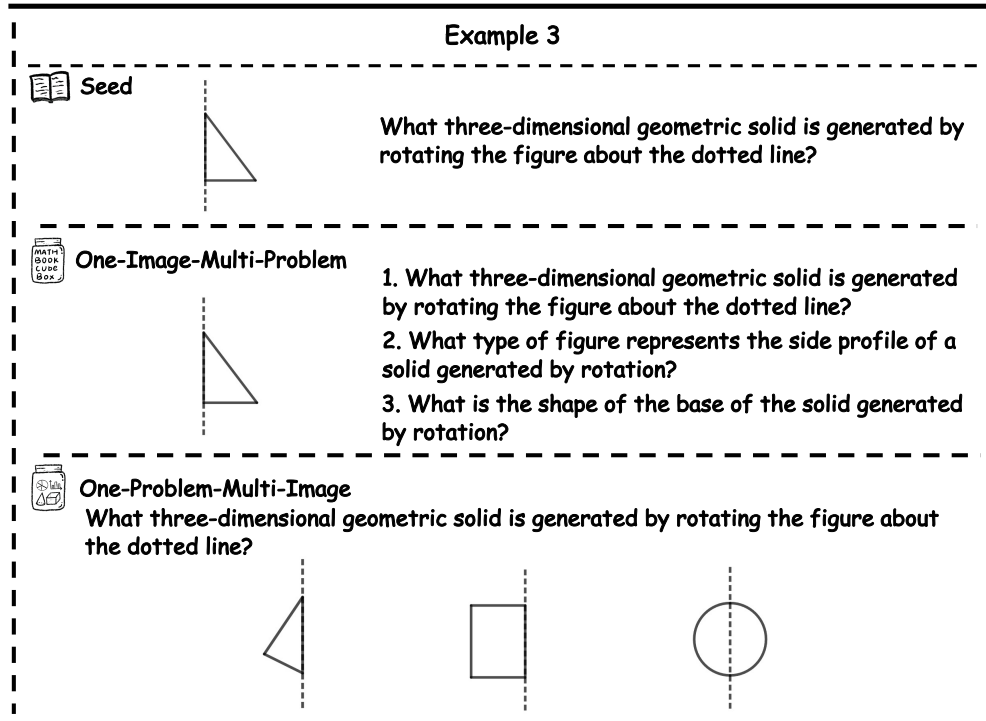 Example 3
Seed
What three-dimensional geometric solid is generated by
rotating the figure about the dotted line?
MATH
BOOK
CUDE
BOX
One-Image-Multi-Problem
1. What three-dimensional geometric solid is generated
by rotating the figure about the dotted line?
2. What type of figure represents the side profile of a
solid generated by rotation?
3. What is the shape of the base of the solid generated
by rotation?
One-Problem-Multi-Image
What three-dimensional geometric solid is generated by rotating the figure about
the dotted line?